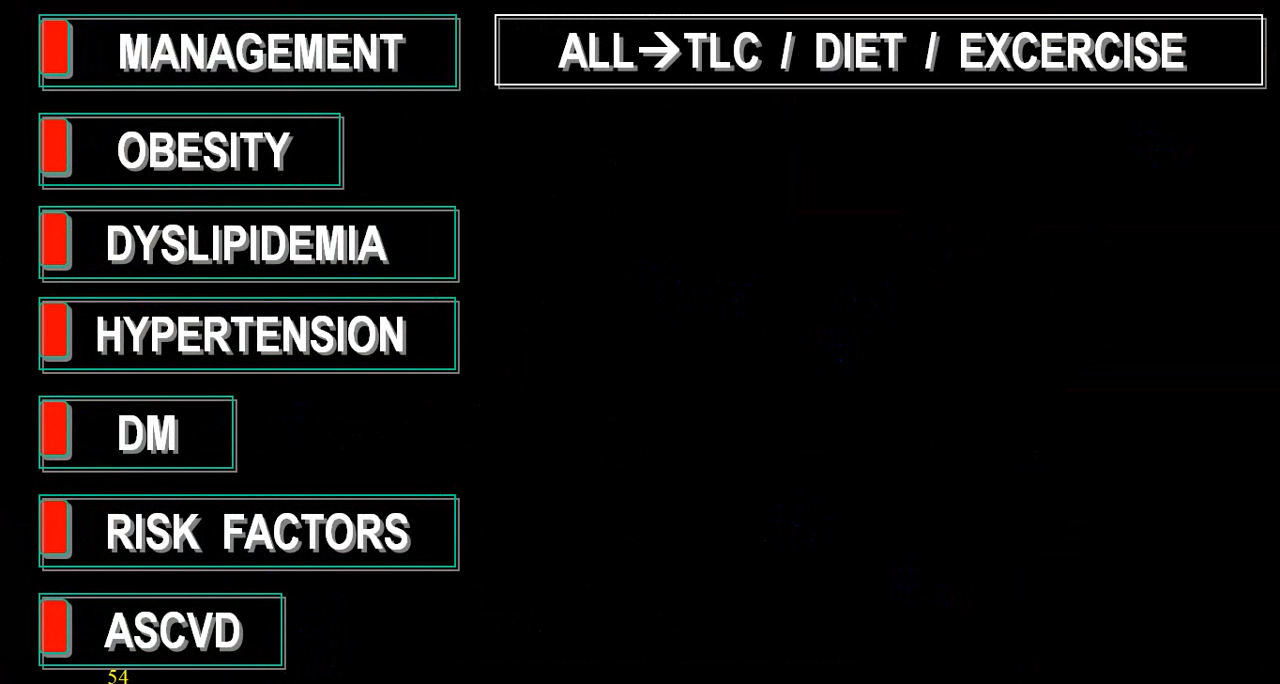 MANAGEMENT
ALL→TLC / DIET / EXCERCISE
OBESITY
DYSLIPIDEMIA
HYPERTENSION
DM
RISK FACTORS
ASCVD
54